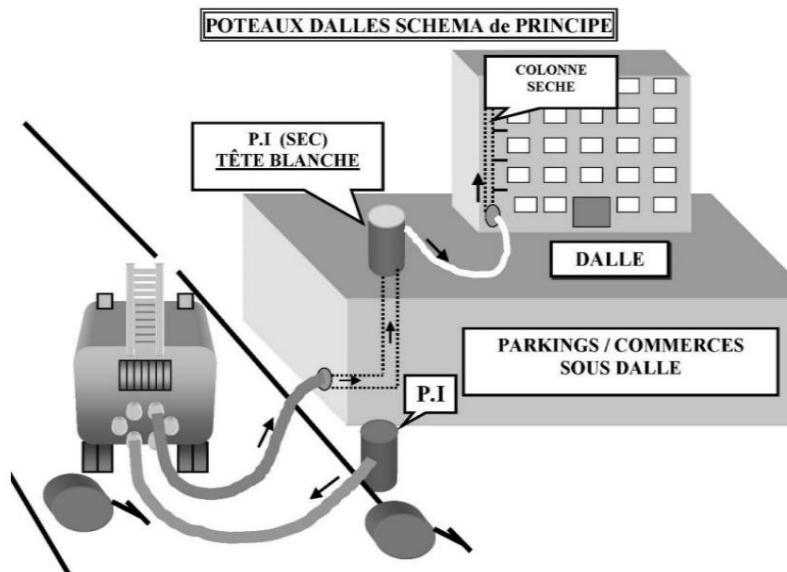 POTEAUX DALLES SCHEMA de PRINCIPE
COLONNE
SECHE
P.I (SEC)
TÊTE BLANCHE
DALLE
PARKINGS / COMMERCES
SOUS DALLE
P.I